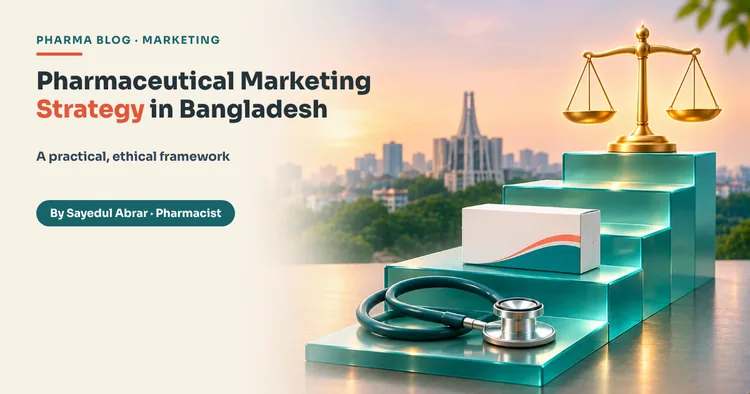 PHARMA BLOG · MARKETING
Pharmaceutical Marketing
Strategy in Bangladesh
A practical, ethical framework
By Sayedul Abrar · Pharmacist